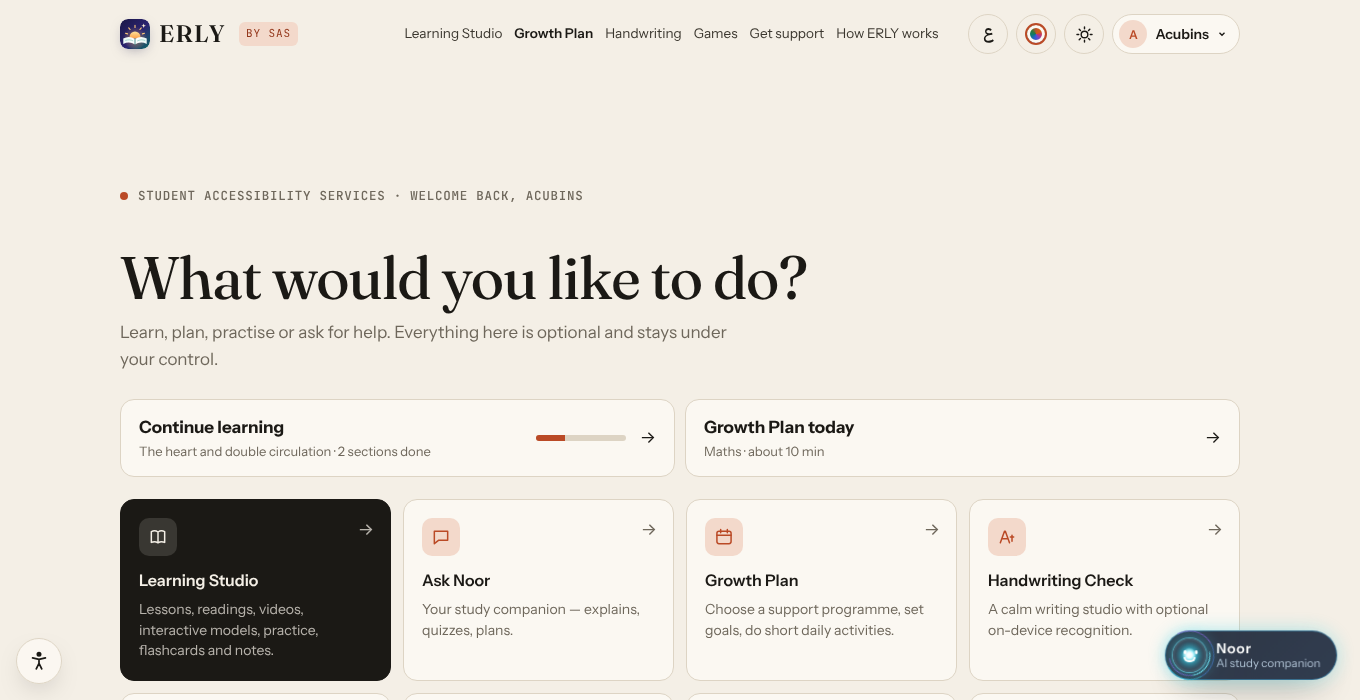 ERLY BY SAS
Learning Studio Growth Plan Handwriting Games Get support How ERLY works ع A Acubins
STUDENT ACCESSIBILITY SERVICES · WELCOME BACK, ACUBINS
What would you like to do?
Learn, plan, practise or ask for help. Everything here is optional and stays under
your control.
Continue learning
The heart and double circulation · 2 sections done
Growth Plan today
Maths · about 10 min
Learning Studio
Lessons, readings, videos,
interactive models, practice,
flashcards and notes.
Ask Noor
Your study companion — explains,
quizzes, plans.
Growth Plan
Choose a support programme, set
goals, do short daily activities.
Handwriting Check
A calm writing studio with optional
on-device recognition.
Noor
AI study companion